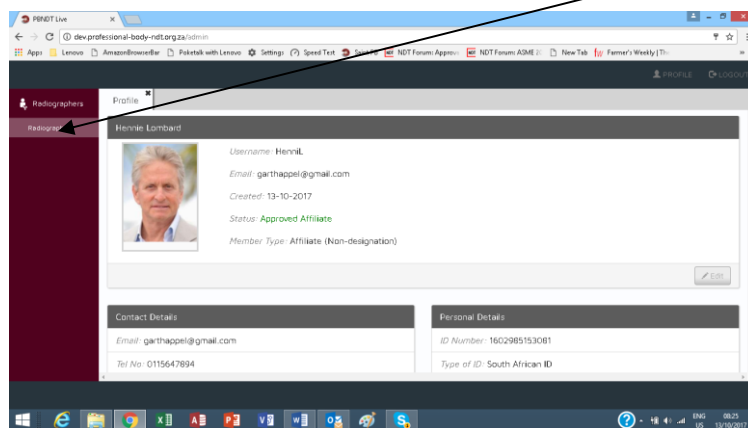 PBNDT Live
dev.professional-body-ndt.org.za/admin
Apps Lenovo AmazonBrowserBar Pokctalk with Lenovo Settings Speed Test NDT Forum: Approve NDT Forum: ASME New Tab Farmer's Weekly | Th
PROFILE LOGOUT
Radiographers
Profile
Hennie Lombard
Username: HenniL
Email: garthappel@gmail.com
Created: 13-10-2017
Status: Approved Affiliate
Member Type: Affiliate (Non-designation)
Edit
Contact Details
Personal Details
Email: garthappel@gmail.com
ID Number: 1602985153081
Tel No: 0115647894
Type of ID: South African ID
ENG 08:25
US 13/10/2017